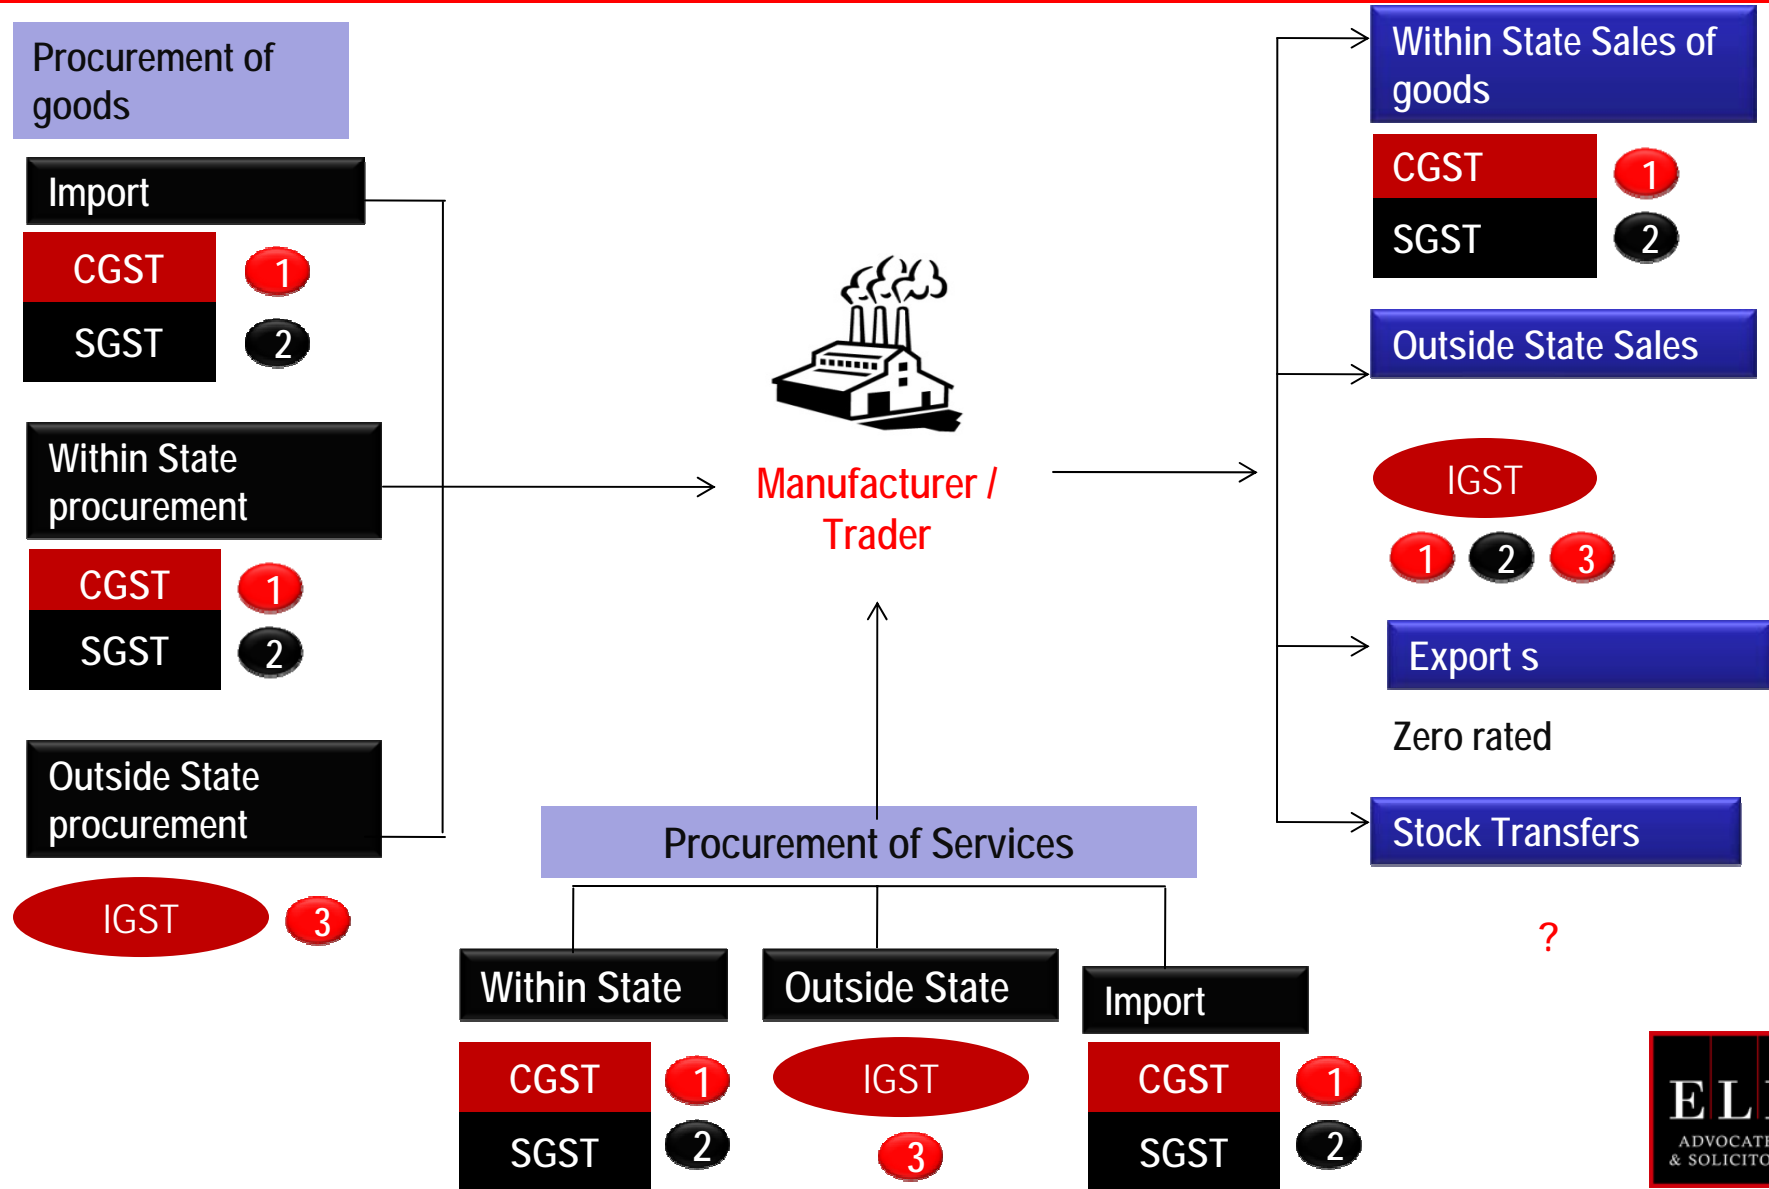 Procurement of
goods
Import
CGST 1
SGST 2
Within State
procurement
CGST 1
SGST 2
Outside State
procurement
IGST 3
Manufacturer /
Trader
Procurement of Services
Within State
CGST 1
SGST 2
Outside State
IGST
3
Import
CGST 1
SGST 2
Within State Sales of
goods
CGST 1
SGST 2
Outside State Sales
IGST
1 2 3
Export s
Zero rated
Stock Transfers
?
EL
ADVOCATE
& SOLICITO